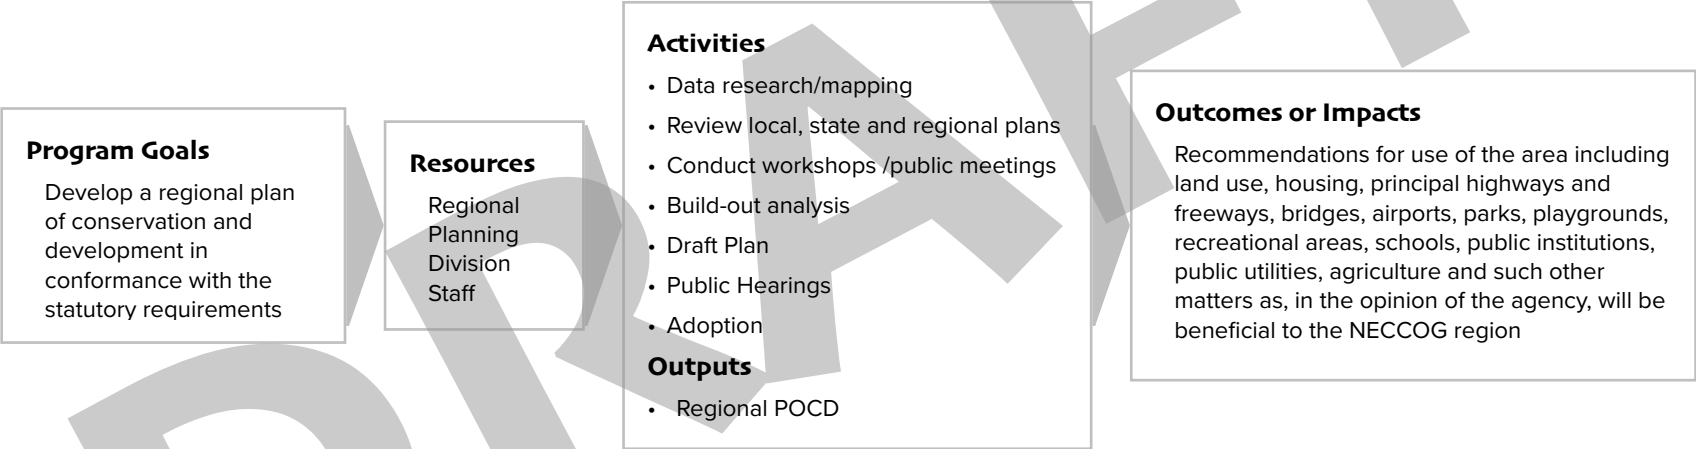 Program Goals
Develop a regional plan
of conservation and
development in
conformance with the
statutory requirements
Resources
Regional
Planning
Division
Staff
Activities
• Data research/mapping
• Review local, state and regional plans
• Conduct workshops /public meetings
• Build-out analysis
• Draft Plan
• Public Hearings
• Adoption
Outputs
• Regional POCD
Outcomes or Impacts
Recommendations for use of the area including
land use, housing, principal highways and
freeways, bridges, airports, parks, playgrounds,
recreational areas, schools, public institutions,
public utilities, agriculture and such other
matters as, in the opinion of the agency, will be
beneficial to the NECCOG region
DRAFT